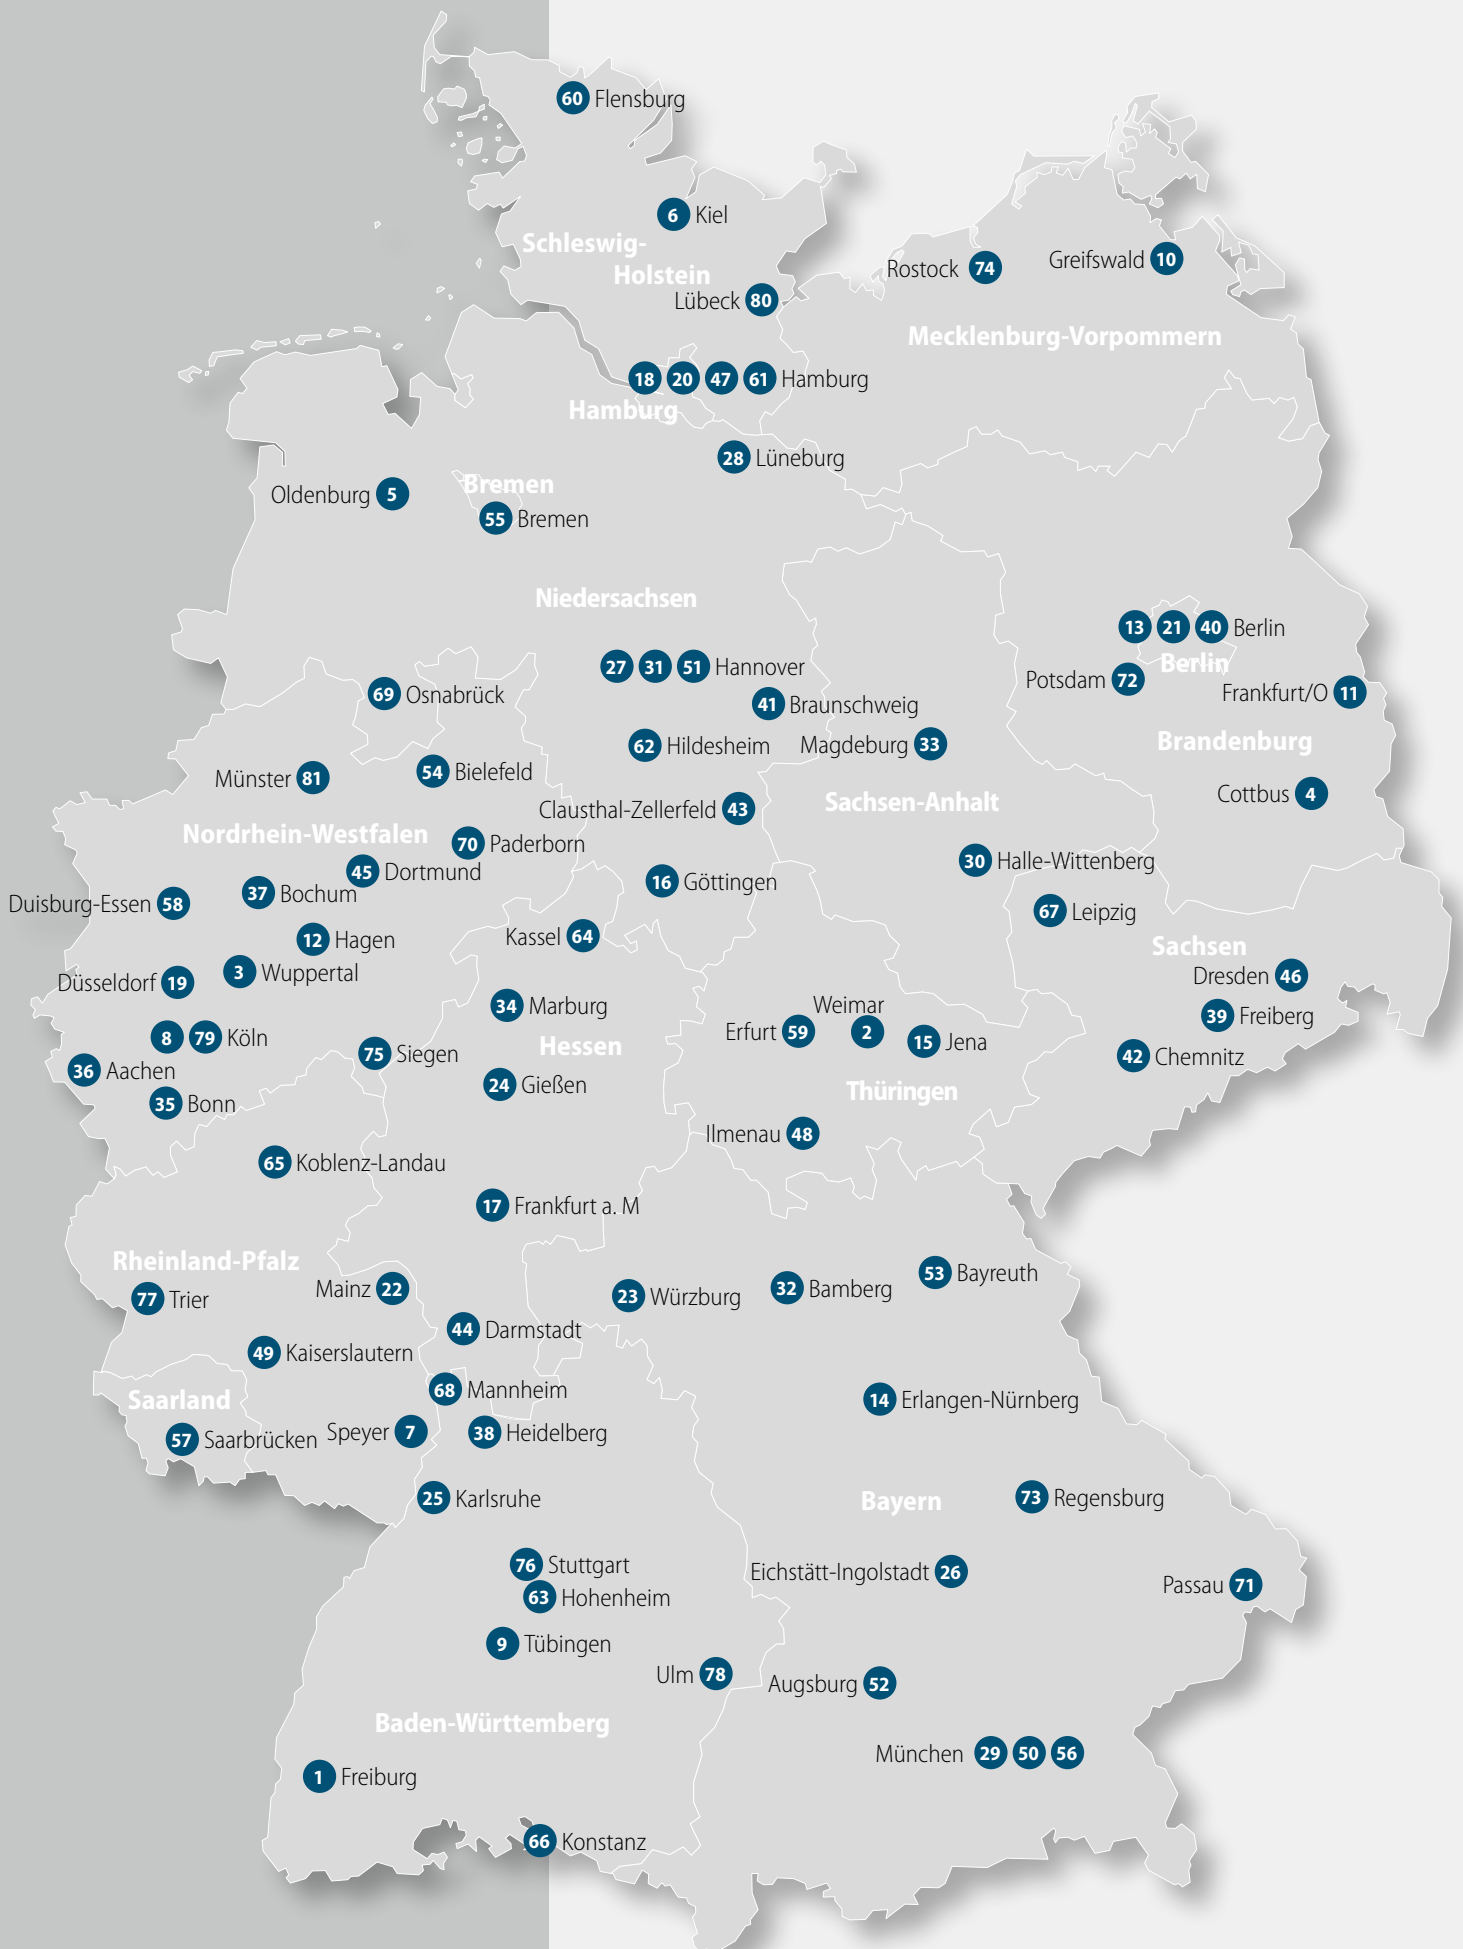 60 Flensburg
6 Kiel
Schleswig-
Holstein
Rostock 74
Greifswald 10
Lübeck 80
Mecklenburg-Vorpommern
18 20 47 61 Hamburg
Hamburg
28 Lüneburg
Oldenburg 5
Bremen
55 Bremen
Niedersachsen
13 21 40 Berlin
Berlin
27 31 51 Hannover
Potsdam 72
Frankfurt/O 11
69 Osnabrück
41 Braunschweig
62 Hildesheim
Magdeburg 33
Brandenburg
Münster 81
54 Bielefeld
Cottbus 4
Clausthal-Zellerfeld 43
Sachsen-Anhalt
Nordrhein-Westfalen
70 Paderborn
30 Halle-Wittenberg
45 Dortmund
16 Göttingen
37 Bochum
Duisburg-Essen 58
67 Leipzig
12 Hagen
Kassel 64
Sachsen
3 Wuppertal
Düsseldorf 19
Dresden 46
34 Marburg
Weimar
2
39 Freiberg
8 79 Köln
Erfurt 59
15 Jena
75 Siegen
Hessen
42 Chemnitz
36 Aachen
24 Gießen
Thüringen
35 Bonn
Ilmenau 48
65 Koblenz-Landau
17 Frankfurt a. M
Rheinland-Pfalz
53 Bayreuth
Mainz 22
32 Bamberg
77 Trier
23 Würzburg
44 Darmstadt
49 Kaiserslautern
68 Mannheim
Saarland
14 Erlangen-Nürnberg
57 Saarbrücken
Speyer 7
38 Heidelberg
25 Karlsruhe
Bayern
73 Regensburg
76 Stuttgart
Eichstätt-Ingolstadt 26
Passau 71
63 Hohenheim
9 Tübingen
Ulm 78
Augsburg 52
Baden-Württemberg
München 29 50 56
1 Freiburg
66 Konstanz